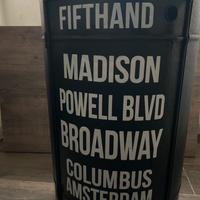 FIFTHAND
MADISON
POWELL BLVD
BROADWAY
COLUMBUS
AMSTERDAM